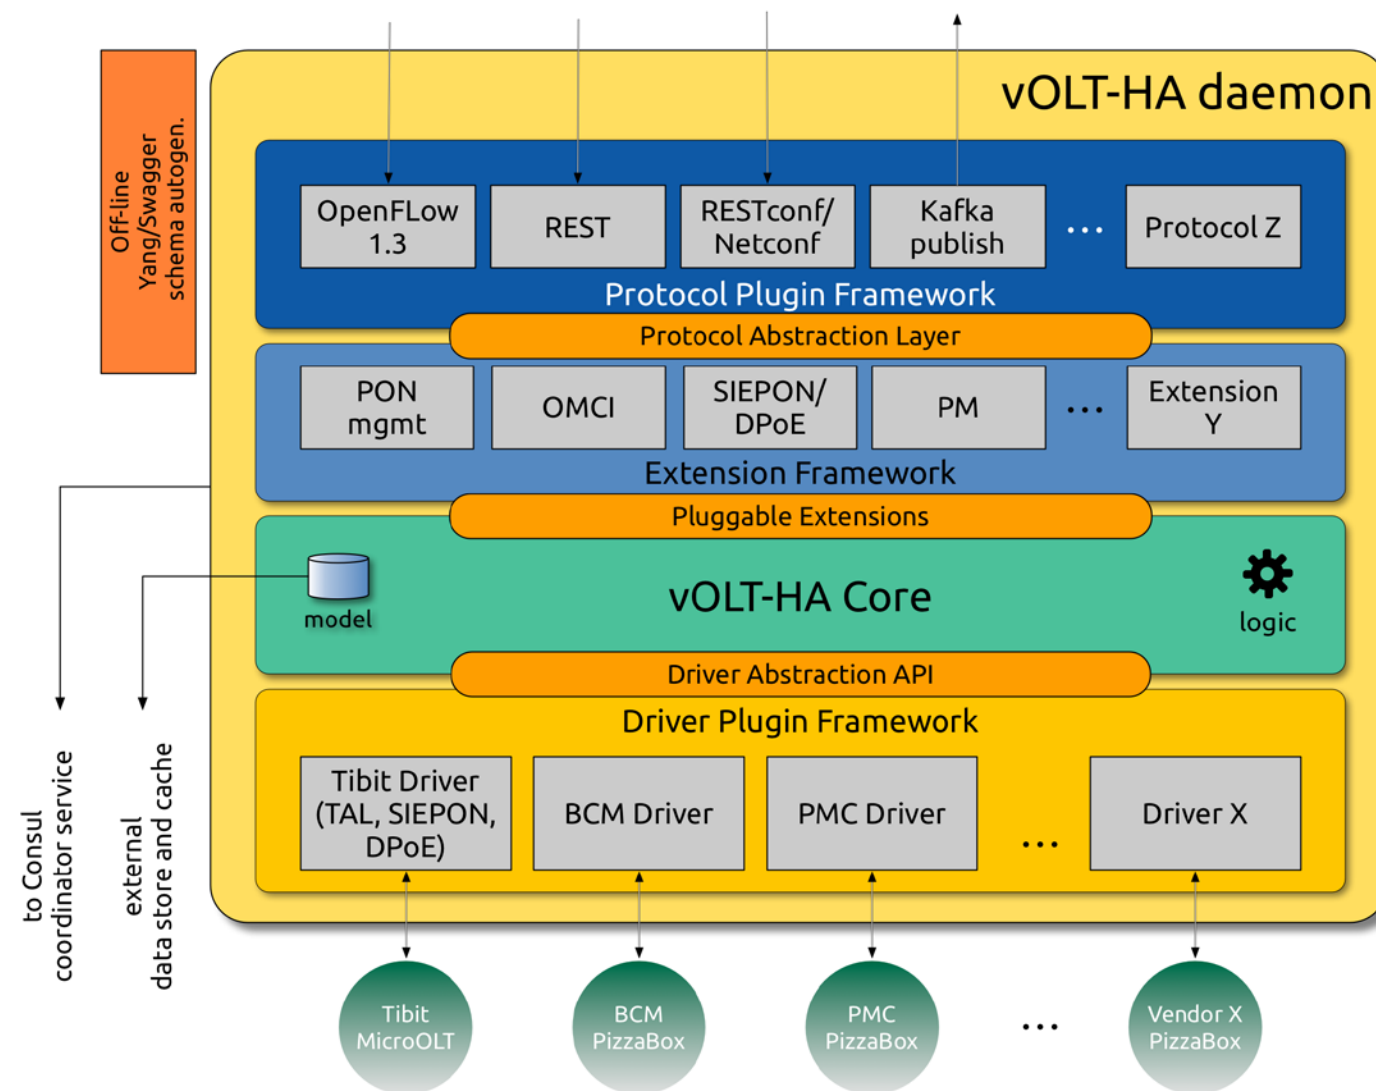 vOLT-HA daemon
Off-line
Yang/Swagger
schema autogen.
OpenFLow
1.3
REST
RESTconf/
Netconf
Kafka
publish
...
Protocol Z
Protocol Plugin Framework
Protocol Abstraction Layer
PON
mgmt
OMCI
SIEPON/
DPoE
PM
...
Extension
Y
Extension Framework
Pluggable Extensions
model
vOLT-HA Core
logic
Driver Abstraction API
Driver Plugin Framework
Tibit Driver
(TAL, SIEPON,
DPoE)
BCM Driver
PMC Driver
...
Driver X
to Consul
coordinator service
external
data store and cache
Tibit
MicroOLT
BCM
PizzaBox
PMC
PizzaBox
...
Vendor X
PizzaBox